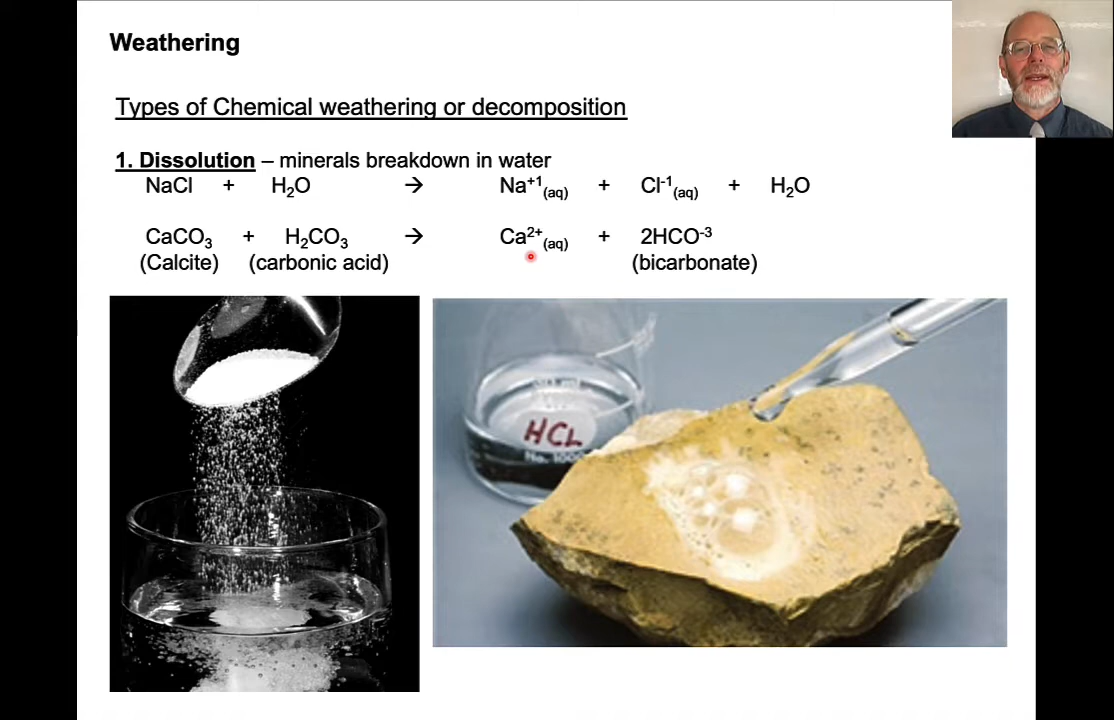 Weathering
Types of Chemical weathering or decomposition
1. Dissolution – minerals breakdown in water
NaCl + H₂O → Na⁺¹(aq) + Cl⁻¹(aq) + H₂O
CaCO₃ + H₂CO₃ → Ca²⁺(aq) + 2HCO⁻³
(Calcite) (carbonic acid) (bicarbonate)
HCL